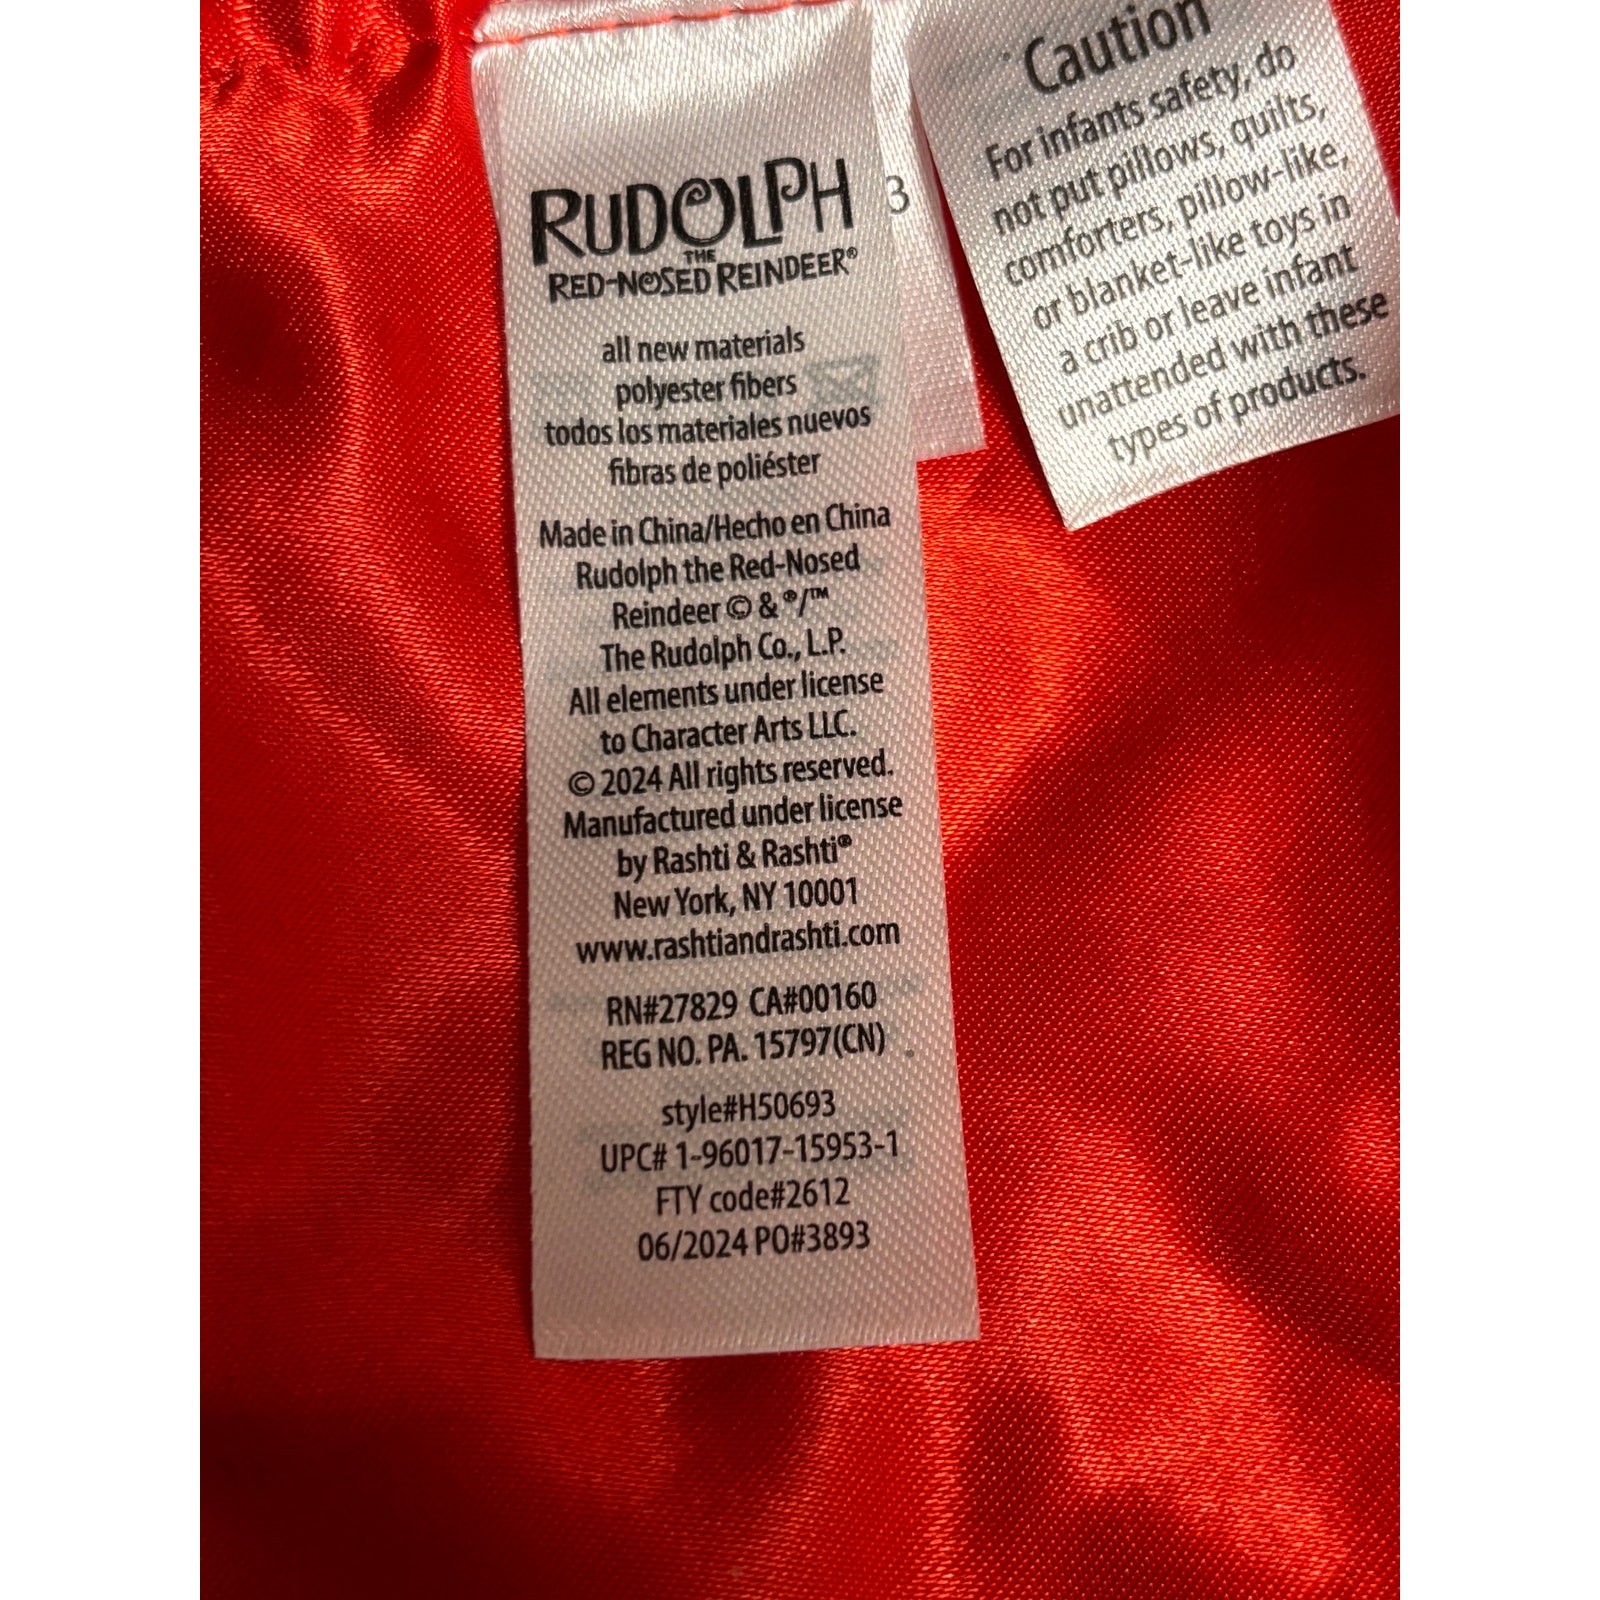 RUDOLPH
THE
RED-NOSED REINDEER®
all new materials
polyester fibers
todos los materiales nuevos
fibras de poliéster
Made in China/Hecho en China
Rudolph the Red-Nosed
Reindeer © & ®/™
The Rudolph Co., L.P.
All elements under license
to Character Arts LLC.
© 2024 All rights reserved.
Manufactured under license
by Rashti & Rashti®
New York, NY 10001
www.rashtiandrashti.com
RN#27829 CA#00160
REG NO. PA. 15797(CN)
style#H50693
UPC# 1-96017-15953-1
FTY code#2612
06/2024 PO#3893
3
Caution
For infants safety, do
not put pillows, quilts,
comforters, pillow-like,
or blanket-like toys in
a crib or leave infant
unattended with these
types of products.